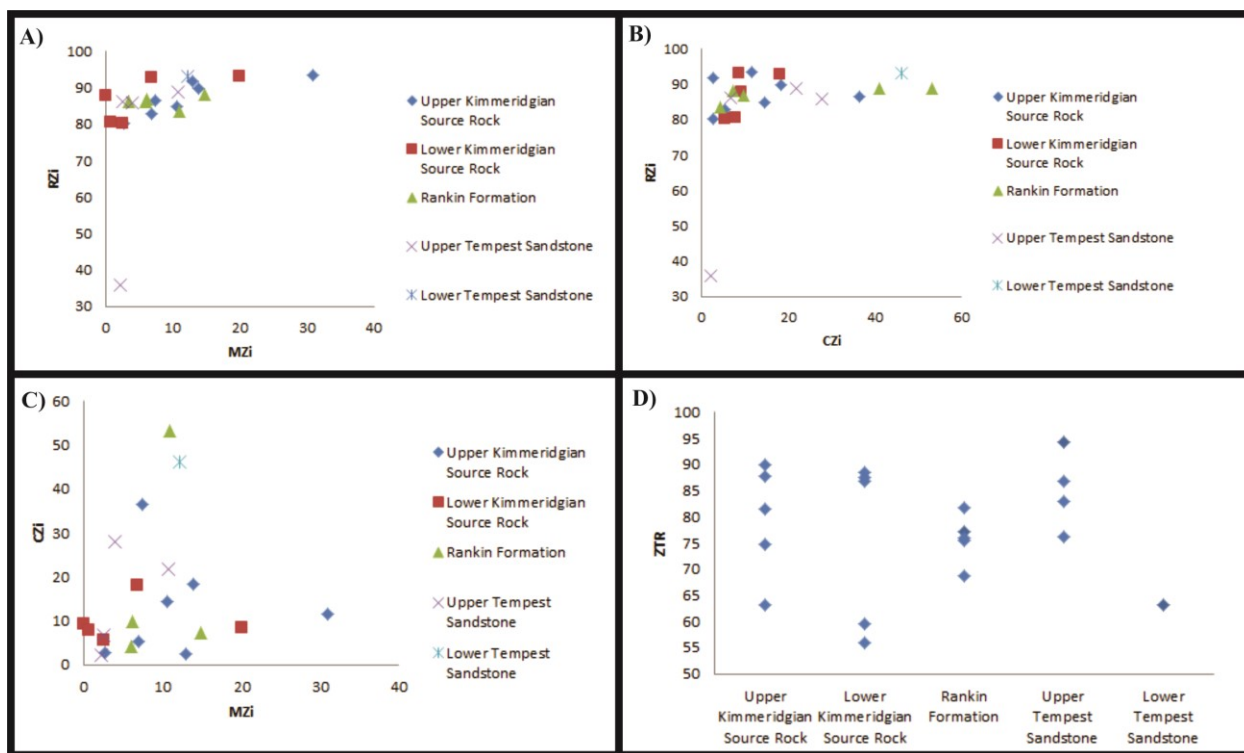 A)
100
90
80
70
60
50
40
30
RZi
0
10
20
30
40
MZi
Upper Kimmeridgian
Source Rock
Lower Kimmeridgian
Source Rock
Rankin Formation
Upper Tempest Sandstone
Lower Tempest Sandstone
B)
100
90
80
70
60
50
40
30
RZi
0
20
40
60
CZi
Upper Kimmeridgian
Source Rock
Lower Kimmeridgian
Source Rock
Rankin Formation
Upper Tempest Sandstone
Lower Tempest Sandstone
C)
60
50
40
30
20
10
0
CZi
0
10
20
30
40
MZi
Upper Kimmeridgian
Source Rock
Lower Kimmeridgian
Source Rock
Rankin Formation
Upper Tempest
Sandstone
Lower Tempest
Sandstone
D)
100
95
90
85
80
75
70
65
60
55
50
ZTR
Upper
Kimmeridgian
Source Rock
Lower
Kimmeridgian
Source Rock
Rankin
Formation
Upper
Tempest
Sandstone
Lower
Tempest
Sandstone